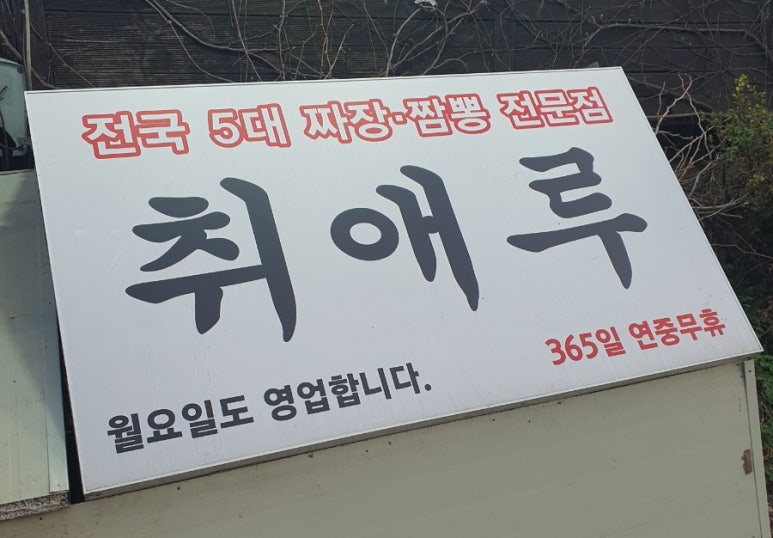 전국 5대 짜장·짬뽕 전문점
취애루
365일 연중무휴
월요일도 영업합니다.